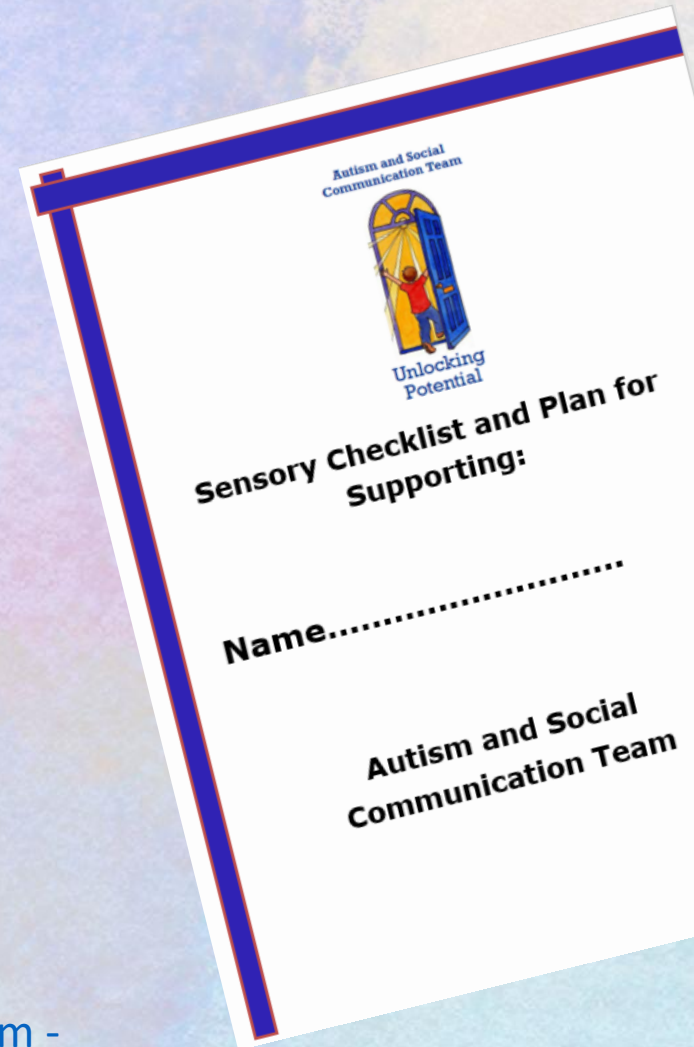 Autism and Social
Communication Team
Unlocking
Potential
Sensory Checklist and Plan for
Supporting:
Name...........................
Autism and Social
Communication Team
m -